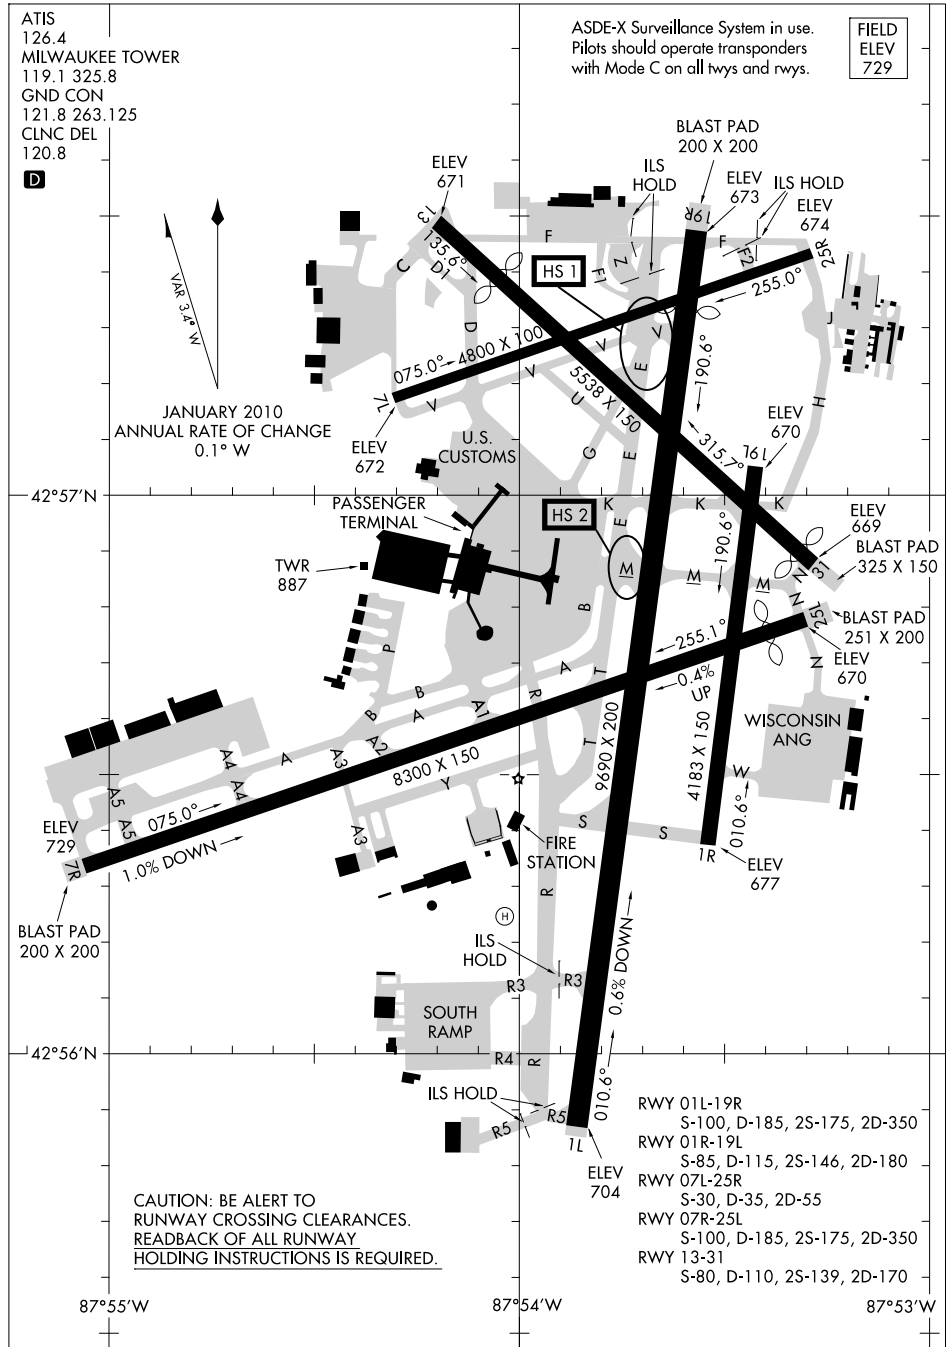 ATIS
126.4
MILWAUKEE TOWER
119.1 325.8
GND CON
121.8 263.125
CLNC DEL
120.8
D
ASDE-X Surveillance System in use.
Pilots should operate transponders
with Mode C on all twys and rwys.
FIELD
ELEV
729
BLAST PAD
200 X 200
ILS
HOLD
ELEV
673
ILS HOLD
ELEV
674
ELEV
671
13
135.6°
C
D1
D
F
F1
Z
19R
F
F2
25R
HS 1
255.0°
VAR 3.4° W
JANUARY 2010
ANNUAL RATE OF CHANGE
0.1° W
075.0°
4800 X 100
7L
V
V
V
V
E
J
H
190.6°
5538 X 150
315.7°
ELEV
672
U.S.
CUSTOMS
U
G
E
ELEV
670
19L
42°57'N
PASSENGER
TERMINAL
HS 2
K
K
K
E
190.6°
ELEV
669
BLAST PAD
325 X 150
31
TWR
887
M
M
M
N
N
N
25L
BLAST PAD
251 X 200
ELEV
670
B
P
255.1°
0.4%
UP
A
T
R
B
B
A
A1
A2
A3
A
A4
A4
A5
A5
8300 X 150
9690 X 200
4183 X 150
WISCONSIN
ANG
T
Y
W
010.6°
075.0°
1.0% DOWN
ELEV
729
7R
A3
S
S
FIRE
STATION
1R
ELEV
677
R
BLAST PAD
200 X 200
H
ILS
HOLD
R3
R3
0.6% DOWN
SOUTH
RAMP
42°56'N
R4
R
010.6°
ILS HOLD
R5
R5
1L
ELEV
704
RWY 01L-19R
S-100, D-185, 2S-175, 2D-350
RWY 01R-19L
S-85, D-115, 2S-146, 2D-180
RWY 07L-25R
S-30, D-35, 2D-55
RWY 07R-25L
S-100, D-185, 2S-175, 2D-350
RWY 13-31
S-80, D-110, 2S-139, 2D-170
CAUTION: BE ALERT TO
RUNWAY CROSSING CLEARANCES.
READBACK OF ALL RUNWAY
HOLDING INSTRUCTIONS IS REQUIRED.
87°55'W
87°54'W
87°53'W